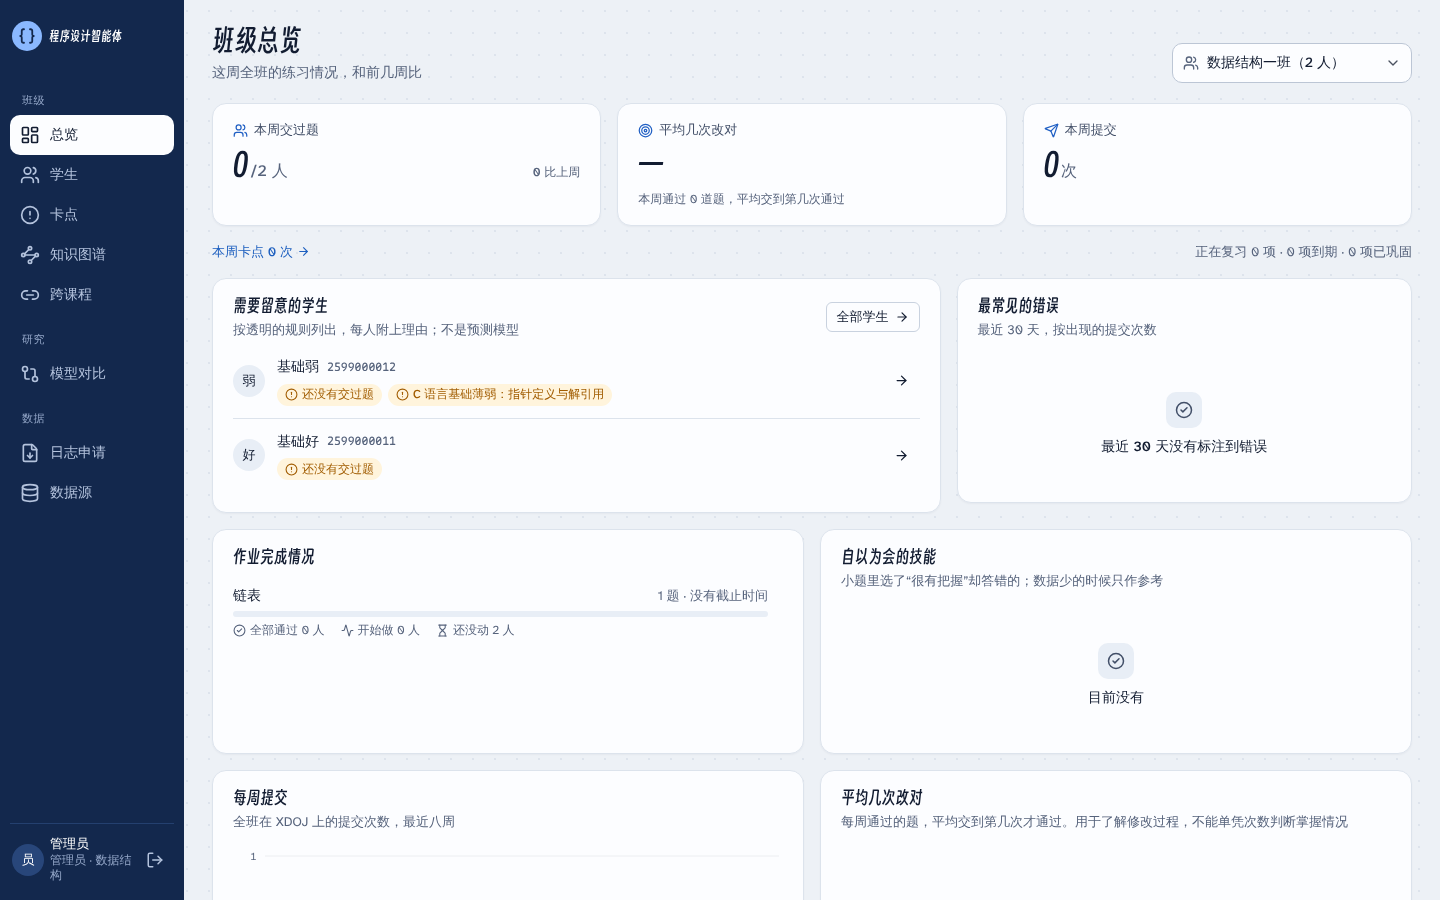 { } 程序设计智能体
班级
总览
学生
卡点
知识图谱
跨课程
研究
模型对比
数据
日志申请
数据源
员
管理员
管理员 · 数据结
构
班级总览
这周全班的练习情况，和前几周比
数据结构一班（2 人）
本周交过题
0/2 人
0 比上周
平均几次改对
—
本周通过 0 道题，平均交到第几次通过
本周提交
0次
本周卡点 0 次 →
正在复习 0 项 · 0 项到期 · 0 项已巩固
需要留意的学生
按透明的规则列出，每人附上理由；不是预测模型
全部学生 →
弱
基础弱 2599000012
还没有交过题
C 语言基础薄弱：指针定义与解引用
好
基础好 2599000011
还没有交过题
最常见的错误
最近 30 天，按出现的提交次数
最近 30 天没有标注到错误
作业完成情况
链表
1 题 · 没有截止时间
全部通过 0 人
开始做 0 人
还没动 2 人
自以为会的技能
小题里选了“很有把握”却答错的；数据少的时候只作参考
目前没有
每周提交
全班在 XDOJ 上的提交次数，最近八周
1
平均几次改对
每周通过的题，平均交到第几次才通过。用于了解修改过程，不能单凭次数判断掌握情况